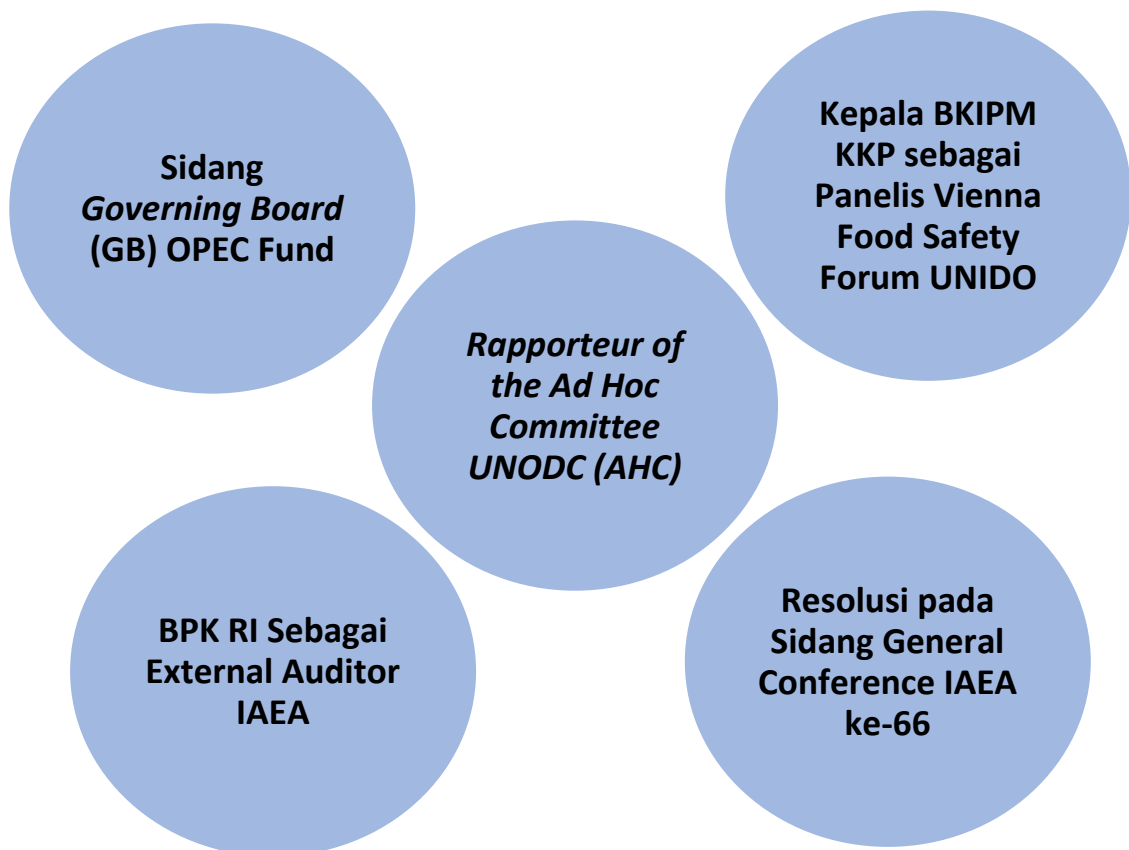 Sidang
Governing Board
(GB) OPEC Fund
Kepala BKIPM
KKP sebagai
Panelis Vienna
Food Safety
Forum UNIDO
Rapporteur of
the Ad Hoc
Committee
UNODC (AHC)
BPK RI Sebagai
External Auditor
IAEA
Resolusi pada
Sidang General
Conference IAEA
ke-66